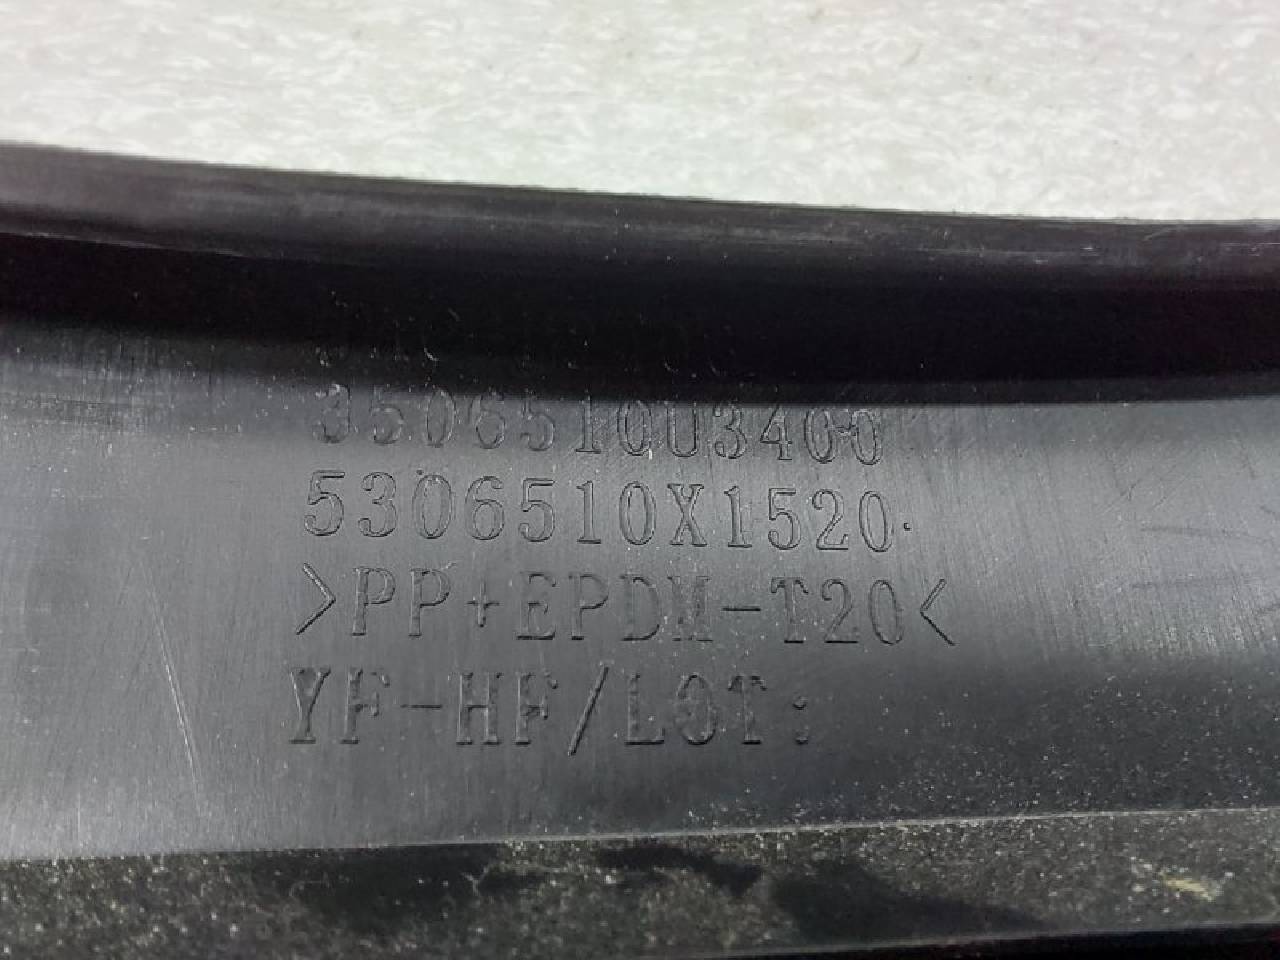 3506510U3400
5306510X1520
>PP+EPDM-T20<
YF-HF/LOT: